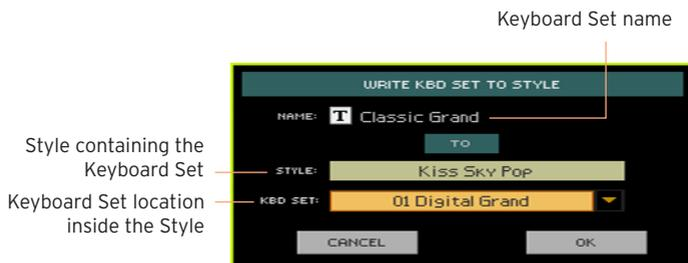 Keyboard Set name
WRITE KBD SET TO STYLE
NAME: T Classic Grand
TO
Style containing the
Keyboard Set
STYLE: Kiss Sky Pop
Keyboard Set location
inside the Style
KBD SET: 01 Digital Grand
CANCEL OK